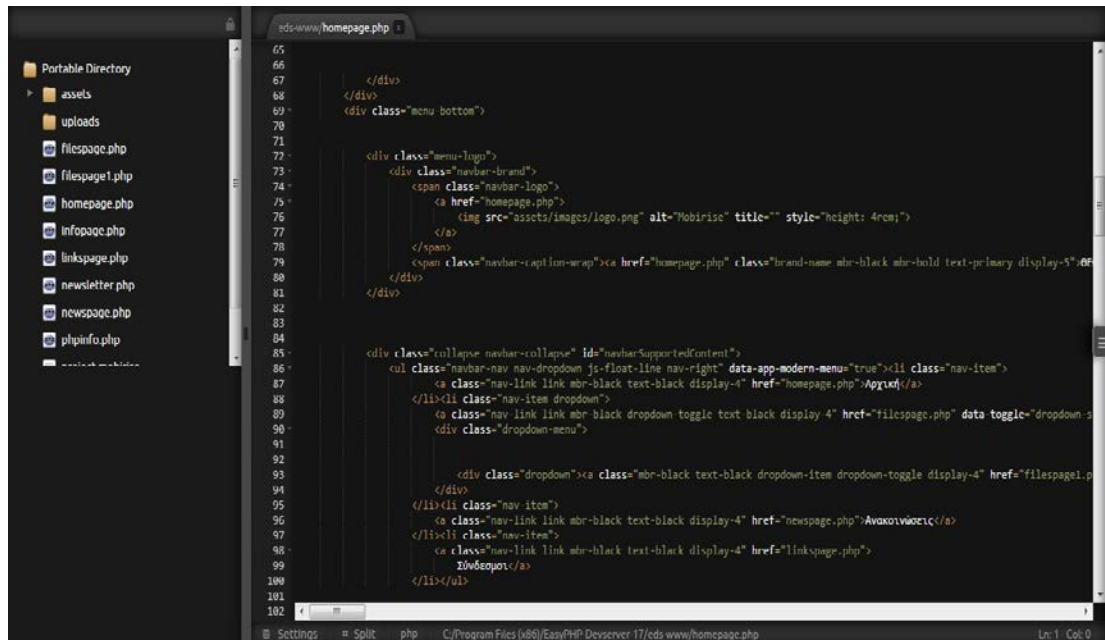 eds-www/homepage.php
Portable Directory
assets
uploads
filespage.php
filespage1.php
homepage.php
infopage.php
linkspage.php
newsletter.php
newspage.php
phpinfo.php
65
66
67 </div>
68 </div>
69 <div class="menu-bottom">
70
71
72 <div class="menu-logo">
73 <div class="navbar-brand">
74 <span class="navbar-logo">
75 <a href="homepage.php">
76 <img src="assets/images/logo.png" alt="Mobirise" title="" style="height: 4rem;">
77 </a>
78 </span>
79 <span class="navbar-caption-wrap"><a href="homepage.php" class="brand-name mbr-black mbr-bold text-primary display-5">
80 </div>
81 </div>
82
83
84
85 <div class="collapse navbar-collapse" id="navbarSupportedContent">
86 <ul class="navbar-nav nav-dropdown js-float-line nav-right" data-app-modern-menu="true"><li class="nav-item">
87 <a class="nav-link link mbr-black text-black display-4" href="homepage.php">Αρχική</a>
88 </li><li class="nav-item dropdown">
89 <a class="nav-link link mbr-black dropdown-toggle text-black display-4" href="filespage.php" data-toggle="dropdown-s
90 <div class="dropdown-menu">
91
92
93 <div class="dropdown"><a class="mbr-black text-black dropdown-item dropdown-toggle display-4" href="filespage1.p
94 </div>
95 </li><li class="nav-item">
96 <a class="nav-link link mbr-black text-black display-4" href="newspage.php">Ανακοινώσεις</a>
97 </li><li class="nav-item">
98 <a class="nav-link link mbr-black text-black display-4" href="linkspage.php">
99 Σύνδεσμοι</a>
100 </li></ul>
101
102
Settings Split php C:/Program Files (x86)/EasyPHP Devserver 17/eds-www/homepage.php Ln: 1 Col: 0